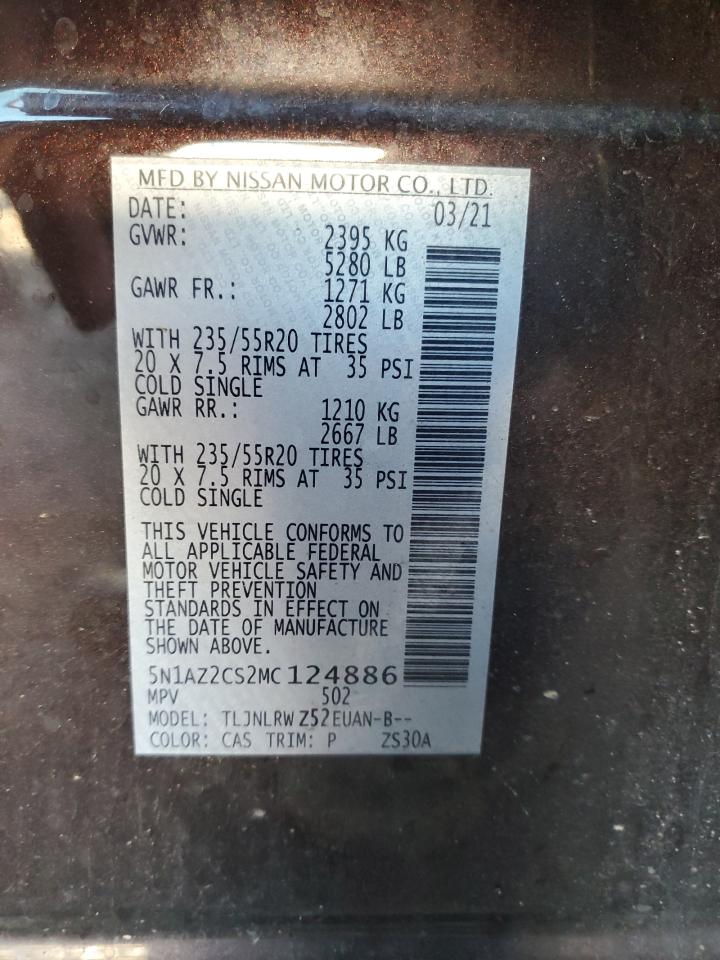 MFD BY NISSAN MOTOR CO., LTD.
DATE: 03/21
GVWR: 2395 KG
5280 LB
GAWR FR.: 1271 KG
2802 LB
WITH 235/55R20 TIRES
20 X 7.5 RIMS AT 35 PSI
COLD SINGLE
GAWR RR.: 1210 KG
2667 LB
WITH 235/55R20 TIRES
20 X 7.5 RIMS AT 35 PSI
COLD SINGLE
THIS VEHICLE CONFORMS TO
ALL APPLICABLE FEDERAL
MOTOR VEHICLE SAFETY AND
THEFT PREVENTION
STANDARDS IN EFFECT ON
THE DATE OF MANUFACTURE
SHOWN ABOVE.
5N1AZ2CS2MC124886
MPV 502
MODEL: TLJNLRW Z52EUAN-B--
COLOR: CAS TRIM: P ZS30A